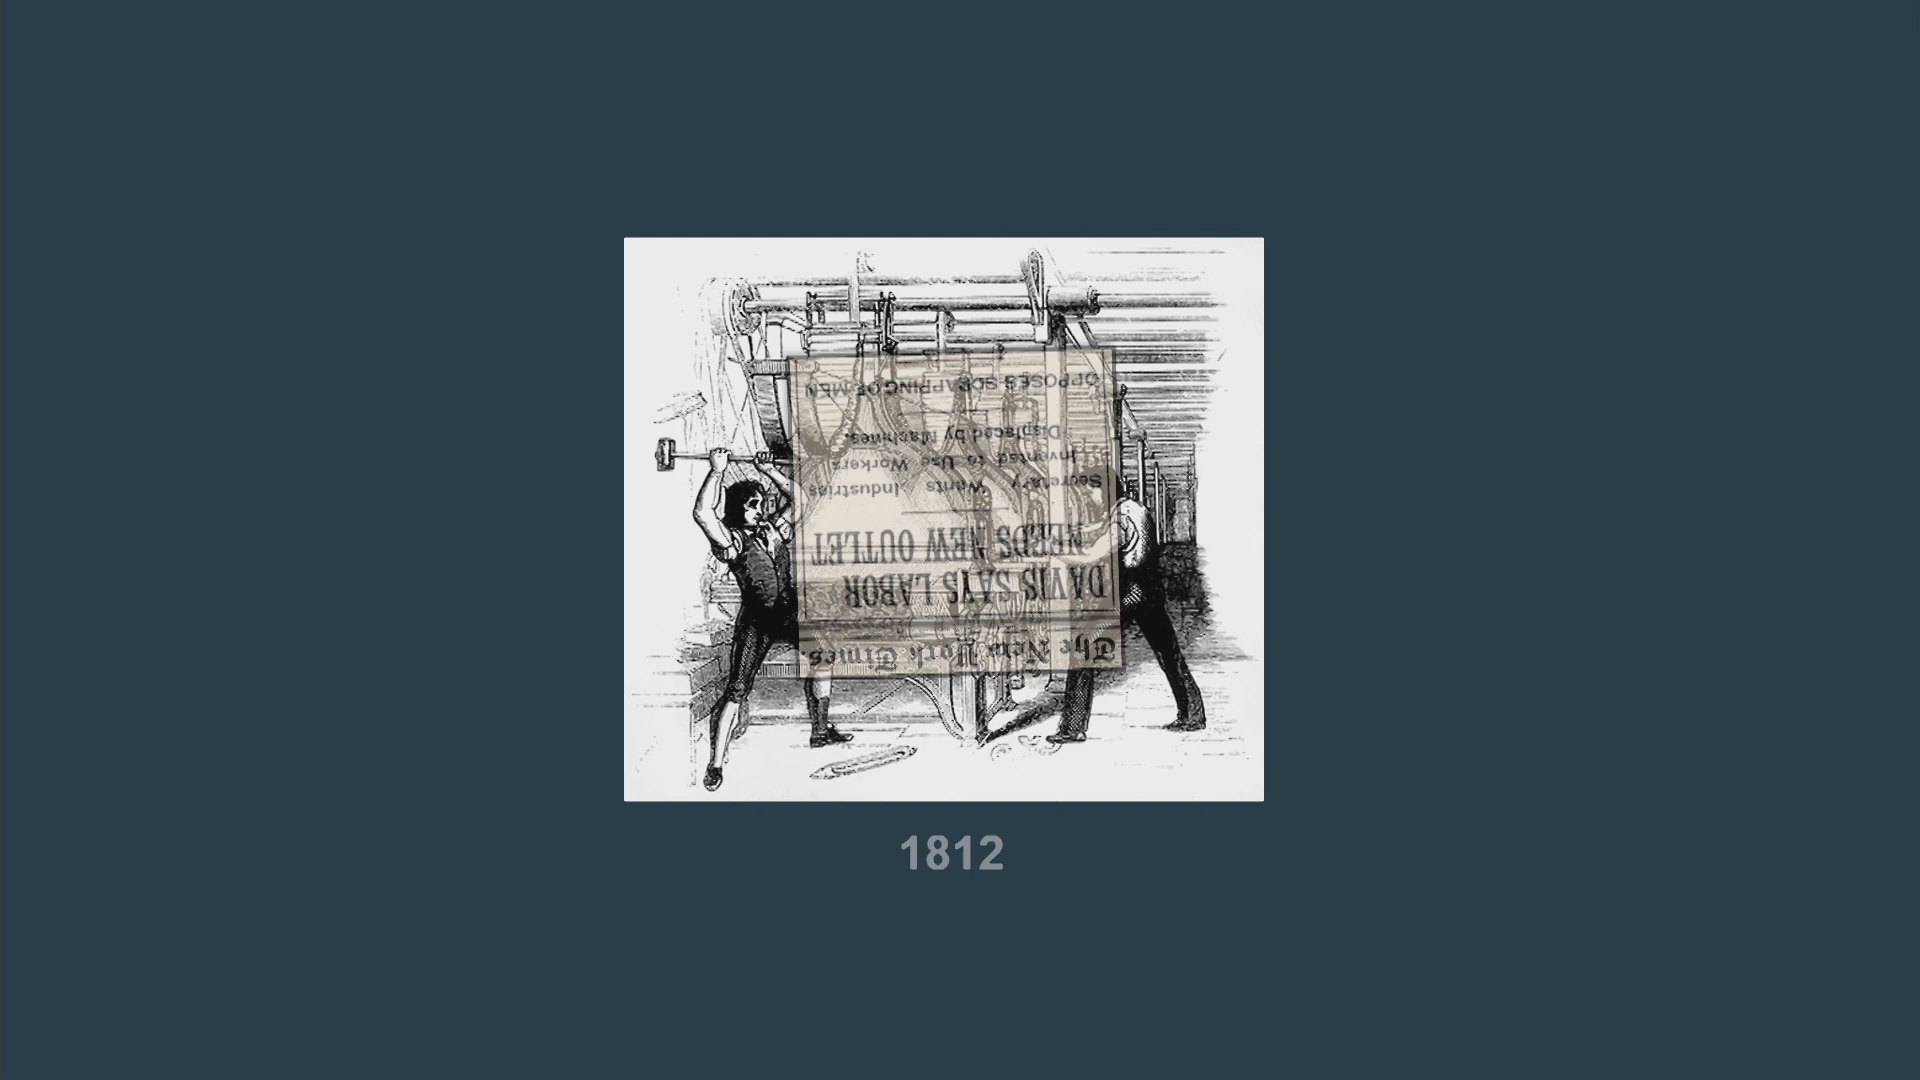 The New York Times.
DAVIS SAYS LABOR
NEEDS NEW OUTLET
Secretary Wants Industries
Invented to Use Workers
Displaced by Machines.
OPPOSES SCRAPPING OF MEN
1812